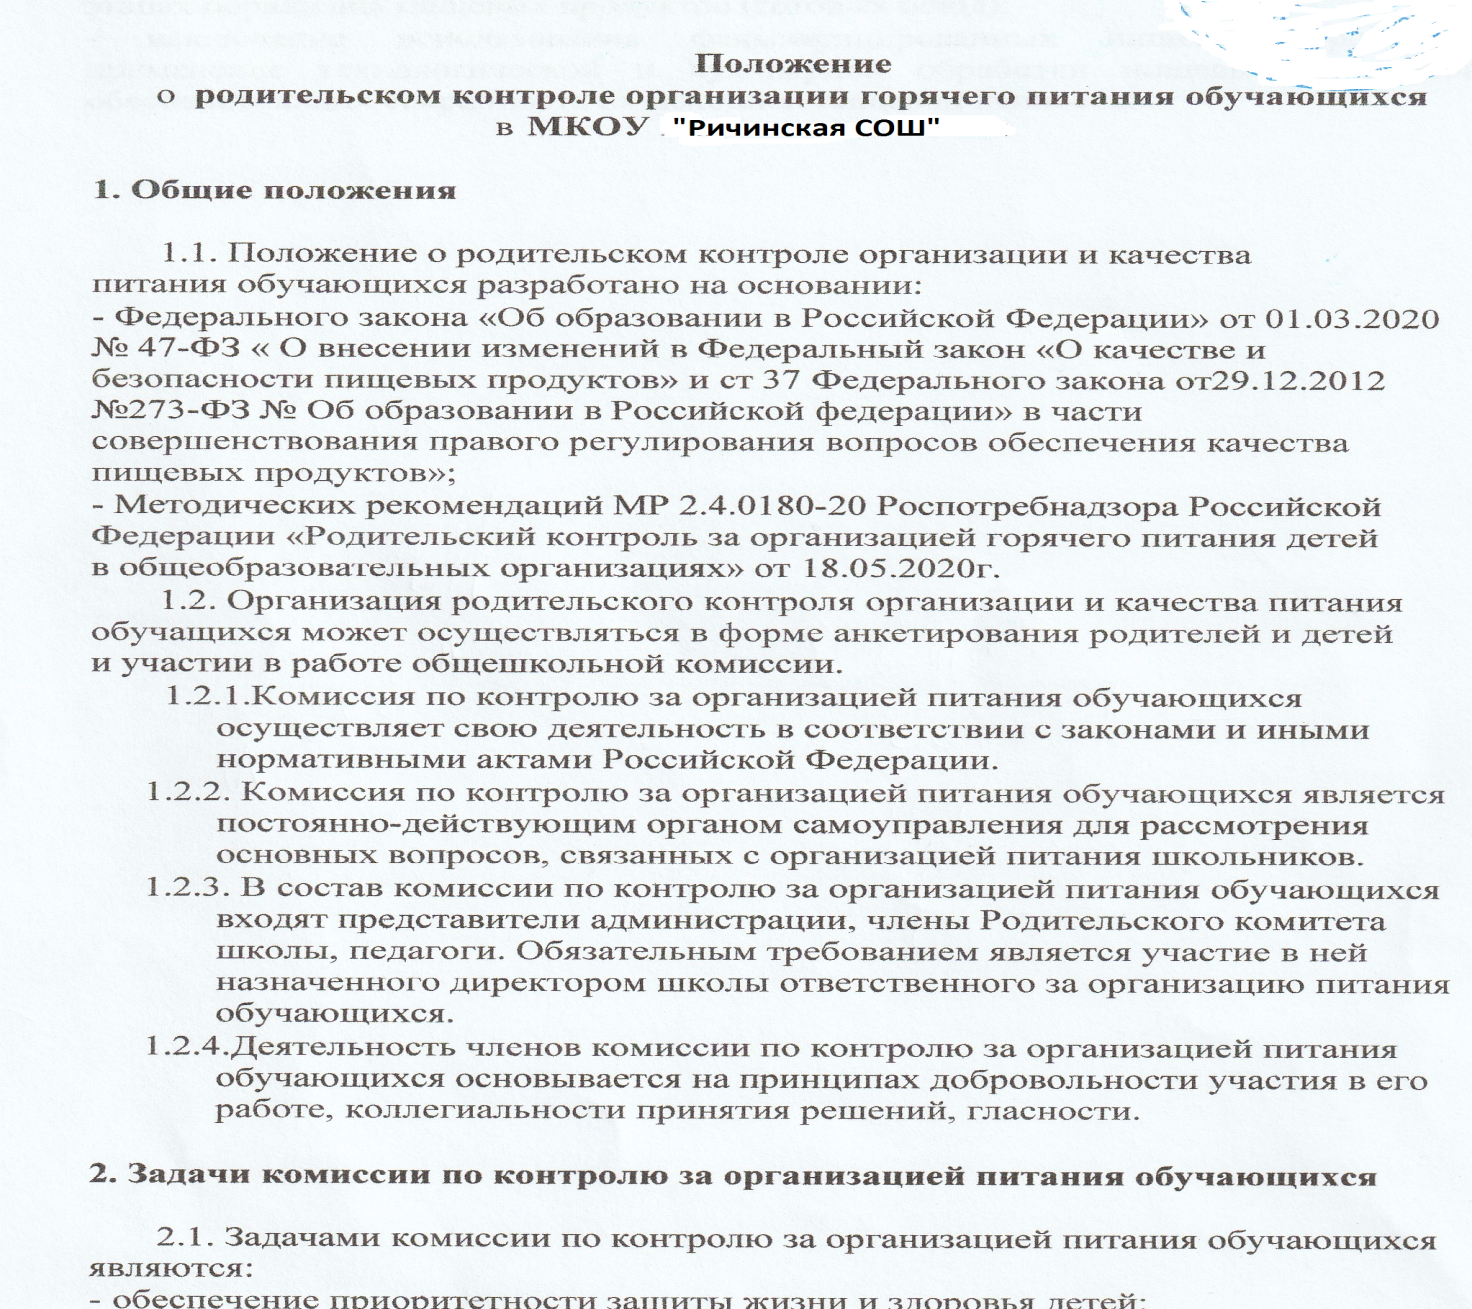 Положение
о родительском контроле организации горячего питания обучающихся
в МКОУ "Ричинская СОШ"
1. Общие положения
1.1. Положение о родительском контроле организации и качества
питания обучающихся разработано на основании:
- Федерального закона «Об образовании в Российской Федерации» от 01.03.2020
№ 47-ФЗ « О внесении изменений в Федеральный закон «О качестве и
безопасности пищевых продуктов» и ст 37 Федерального закона от29.12.2012
№273-ФЗ № Об образовании в Российской федерации» в части
совершенствования правого регулирования вопросов обеспечения качества
пищевых продуктов»;
- Методических рекомендаций МР 2.4.0180-20 Роспотребнадзора Российской
Федерации «Родительский контроль за организацией горячего питания детей
в общеобразовательных организациях» от 18.05.2020г.
1.2. Организация родительского контроля организации и качества питания
обучащихся может осуществляться в форме анкетирования родителей и детей
и участии в работе общешкольной комиссии.
1.2.1.Комиссия по контролю за организацией питания обучающихся
осуществляет свою деятельность в соответствии с законами и иными
нормативными актами Российской Федерации.
1.2.2. Комиссия по контролю за организацией питания обучающихся является
постоянно-действующим органом самоуправления для рассмотрения
основных вопросов, связанных с организацией питания школьников.
1.2.3. В состав комиссии по контролю за организацией питания обучающихся
входят представители администрации, члены Родительского комитета
школы, педагоги. Обязательным требованием является участие в ней
назначенного директором школы ответственного за организацию питания
обучающихся.
1.2.4.Деятельность членов комиссии по контролю за организацией питания
обучающихся основывается на принципах добровольности участия в его
работе, коллегиальности принятия решений, гласности.
2. Задачи комиссии по контролю за организацией питания обучающихся
2.1. Задачами комиссии по контролю за организацией питания обучающихся
являются:
- обеспечение приоритетности защиты жизни и здоровья детей;